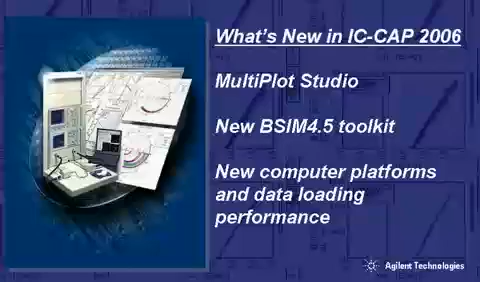 What's New in IC-CAP 2006
MultiPlot Studio
New BSIM4.5 toolkit
New computer platforms
and data loading
performance
Agilent Technologies